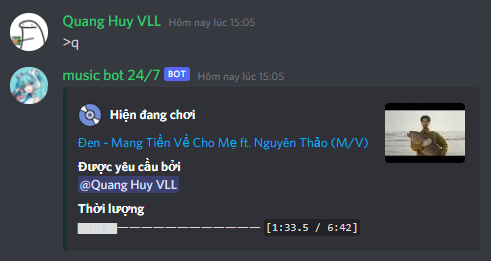 Quang Huy VLL Hôm nay lúc 15:05
>q
music bot 24/7 BOT Hôm nay lúc 15:05
Hiện đang chơi
Đen - Mang Tiền Về Cho Mẹ ft. Nguyên Thảo (M/V)
Được yêu cầu bởi
@Quang Huy VLL
Thời lượng
[1:33.5 / 6:42]